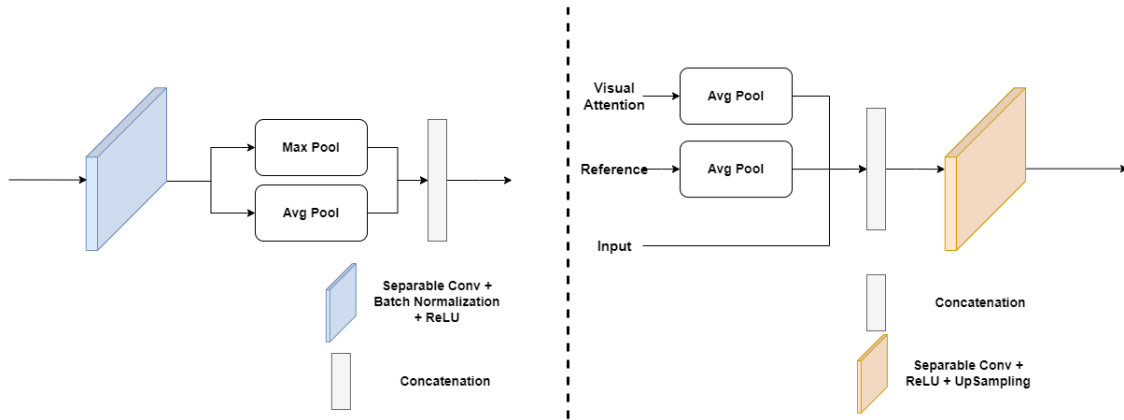 Max Pool
Avg Pool
Separable Conv +
Batch Normalization
+ ReLU
Concatenation
Visual
Attention
Avg Pool
Reference
Avg Pool
Input
Concatenation
Separable Conv +
ReLU + UpSampling